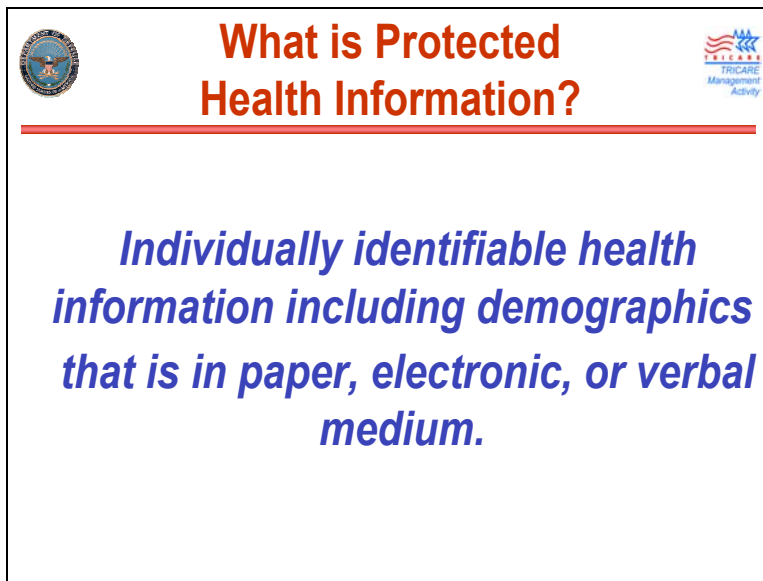 What is Protected
Health Information?
TRICARE
TRICARE
Management
Activity
Individually identifiable health
information including demographics
that is in paper, electronic, or verbal
medium.